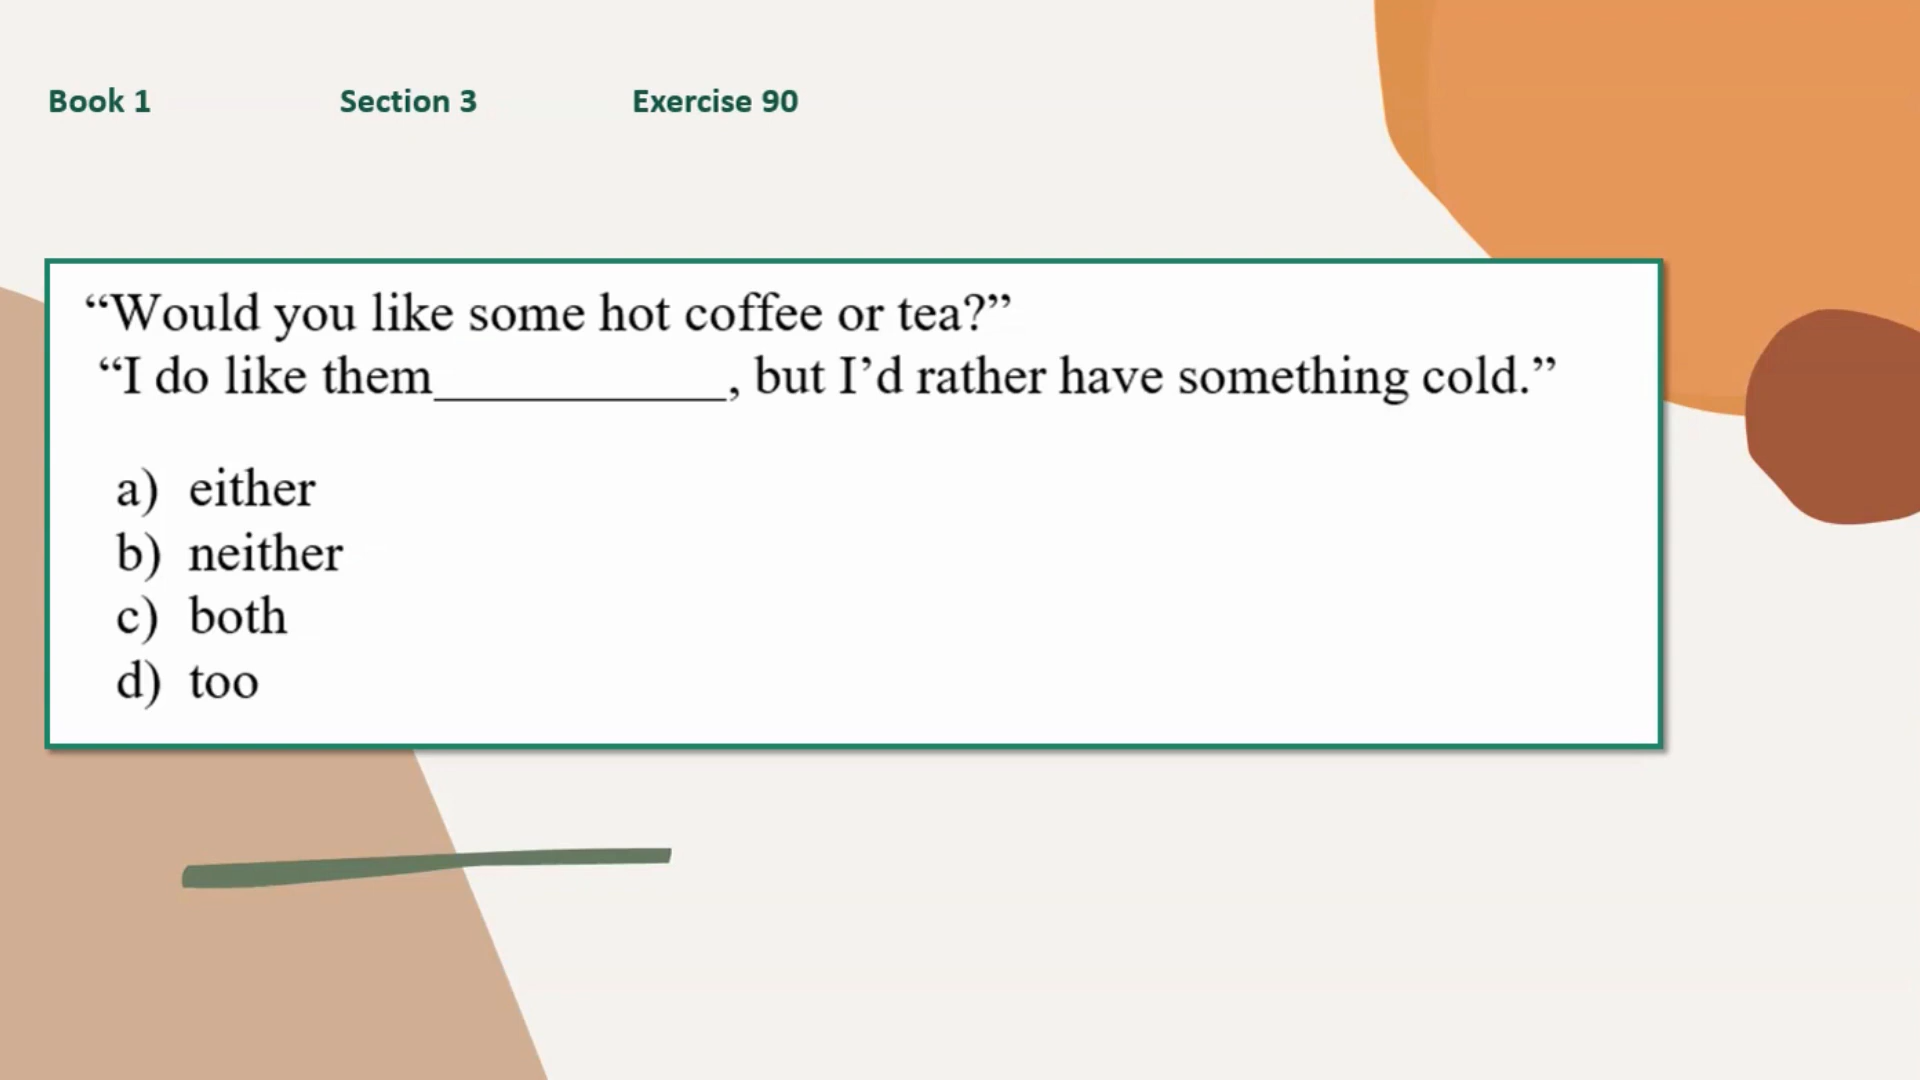 Book 1 Section 3 Exercise 90
“Would you like some hot coffee or tea?”
“I do like them__________, but I’d rather have something cold.”
a) either
b) neither
c) both
d) too